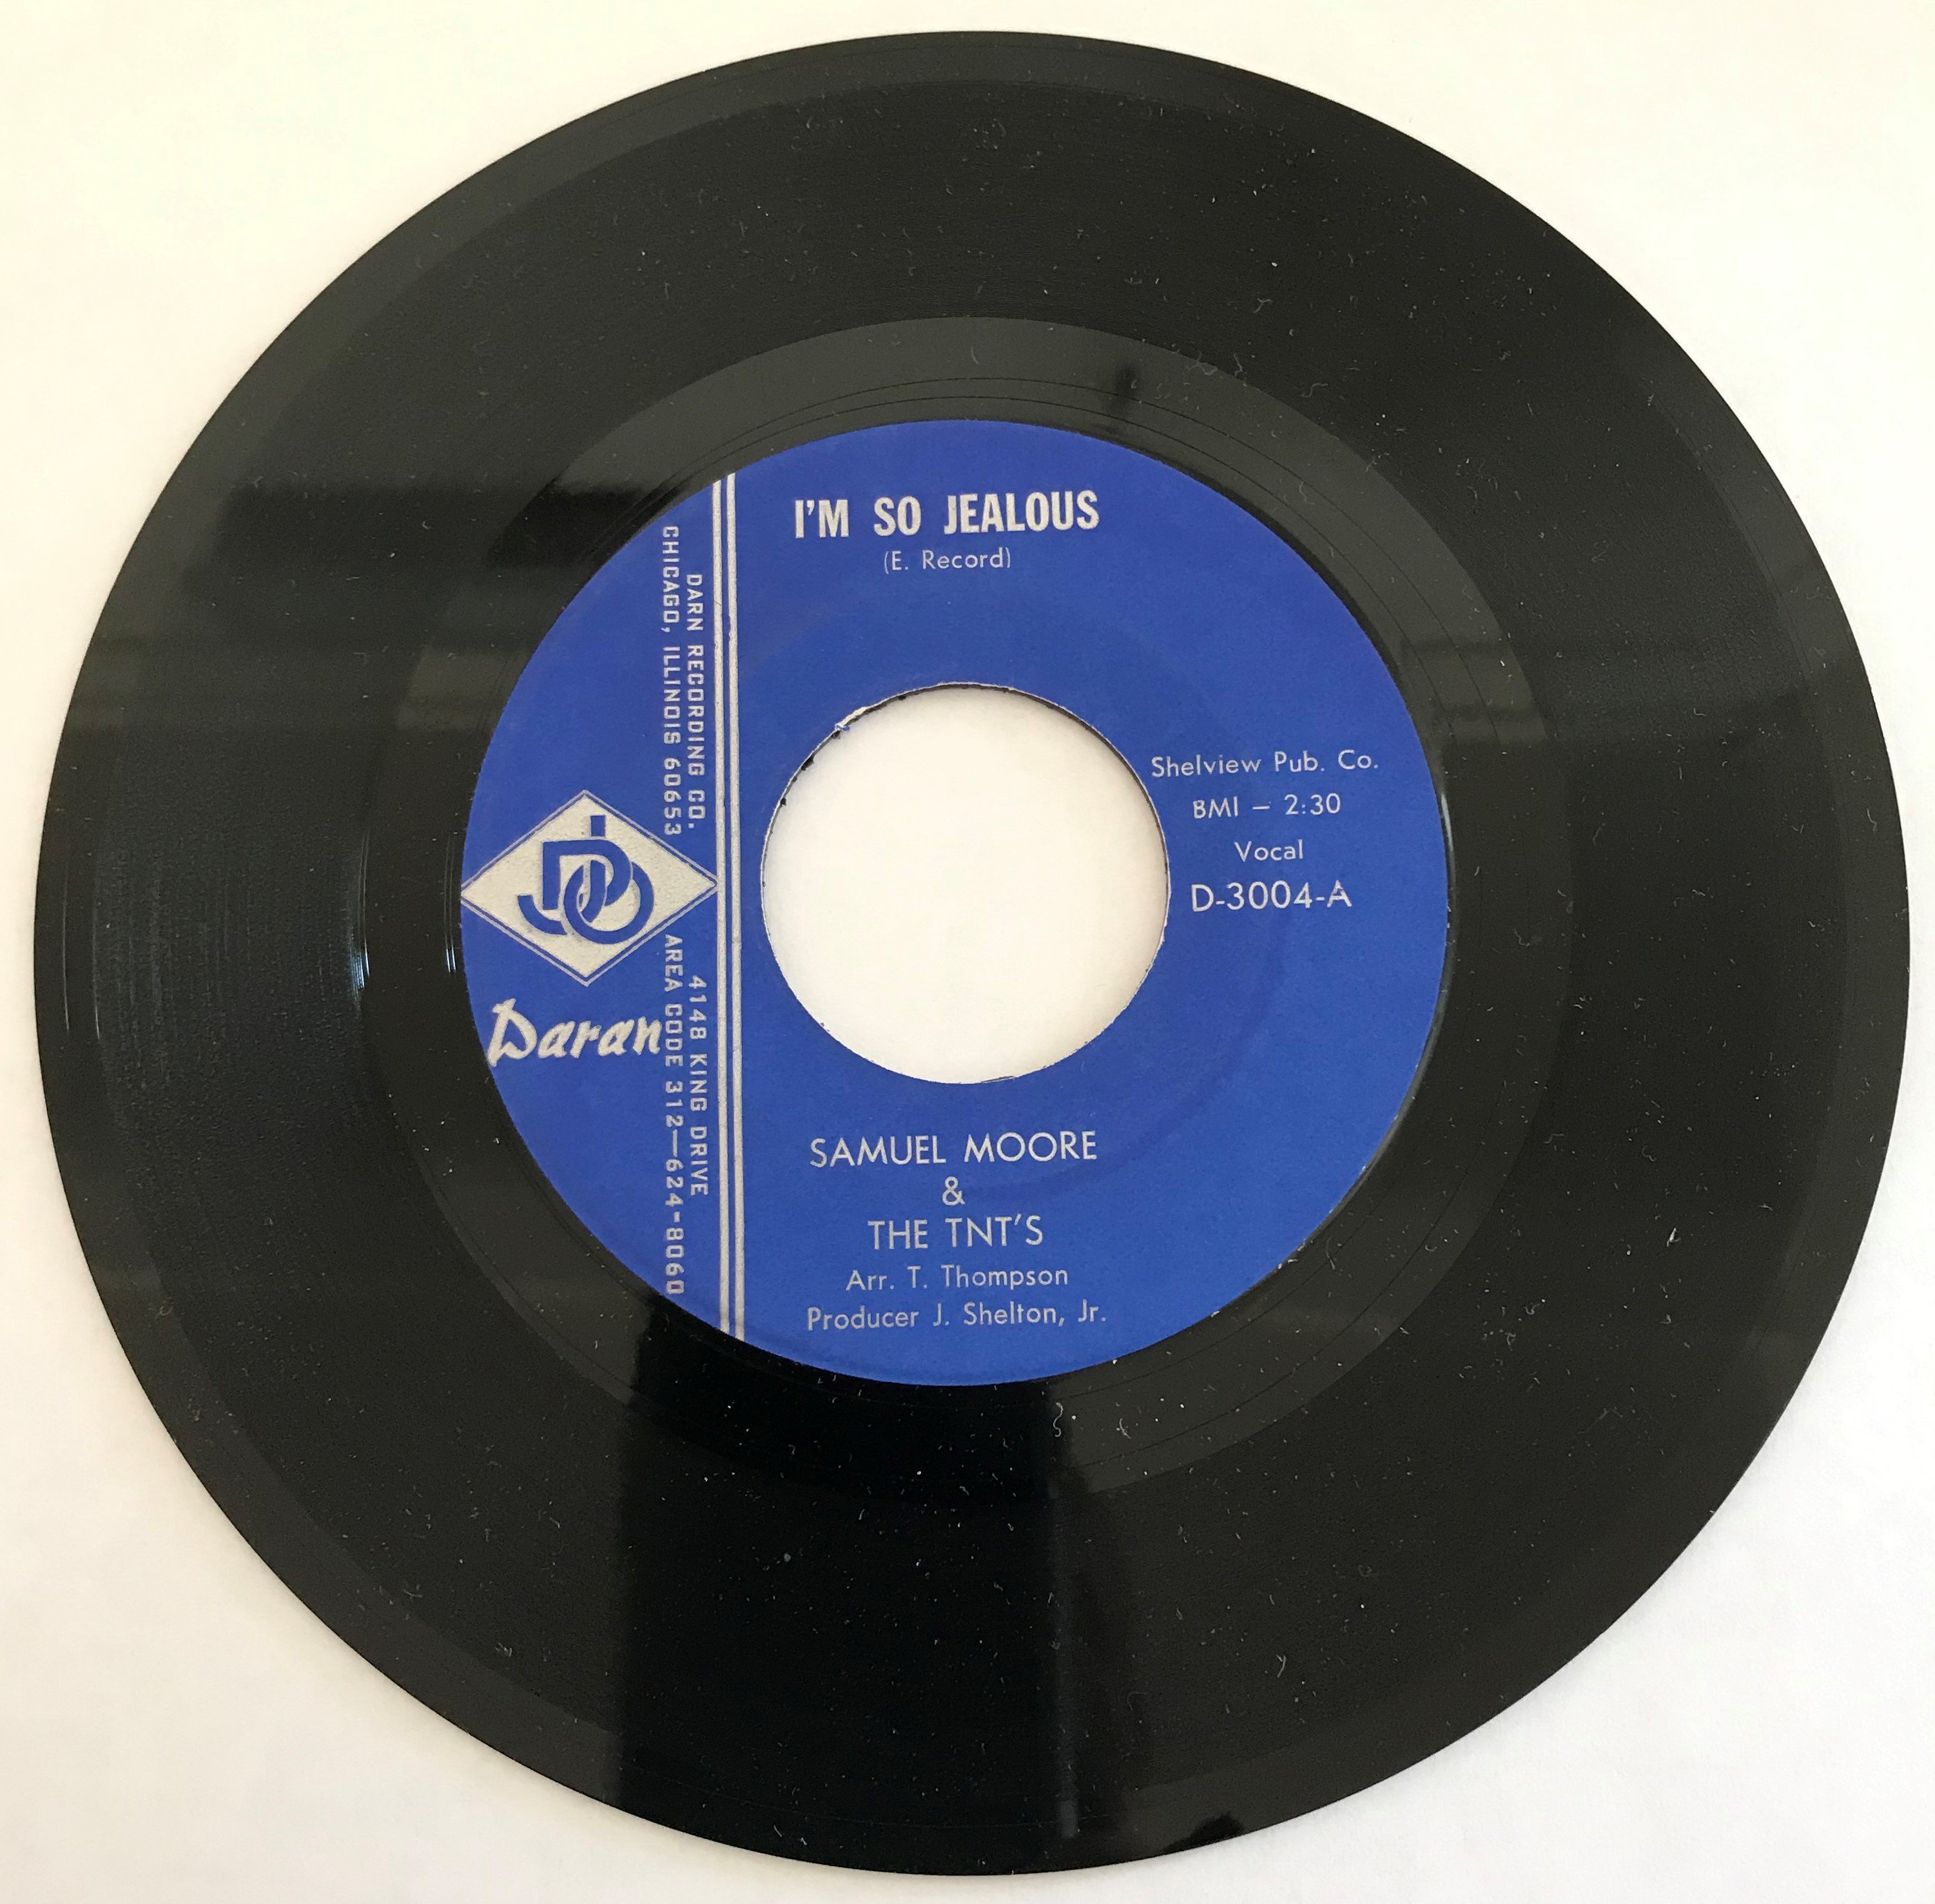 I'M SO JEALOUS
(E. Record)
DARN RECORDING CO.
CHICAGO, ILLINOIS 60653
4148 KING DRIVE
AREA CODE 312—624-8060
Daran
Shelview Pub. Co.
BMI – 2:30
Vocal
D-3004-A
SAMUEL MOORE
&
THE TNT'S
Arr. T. Thompson
Producer J. Shelton, Jr.